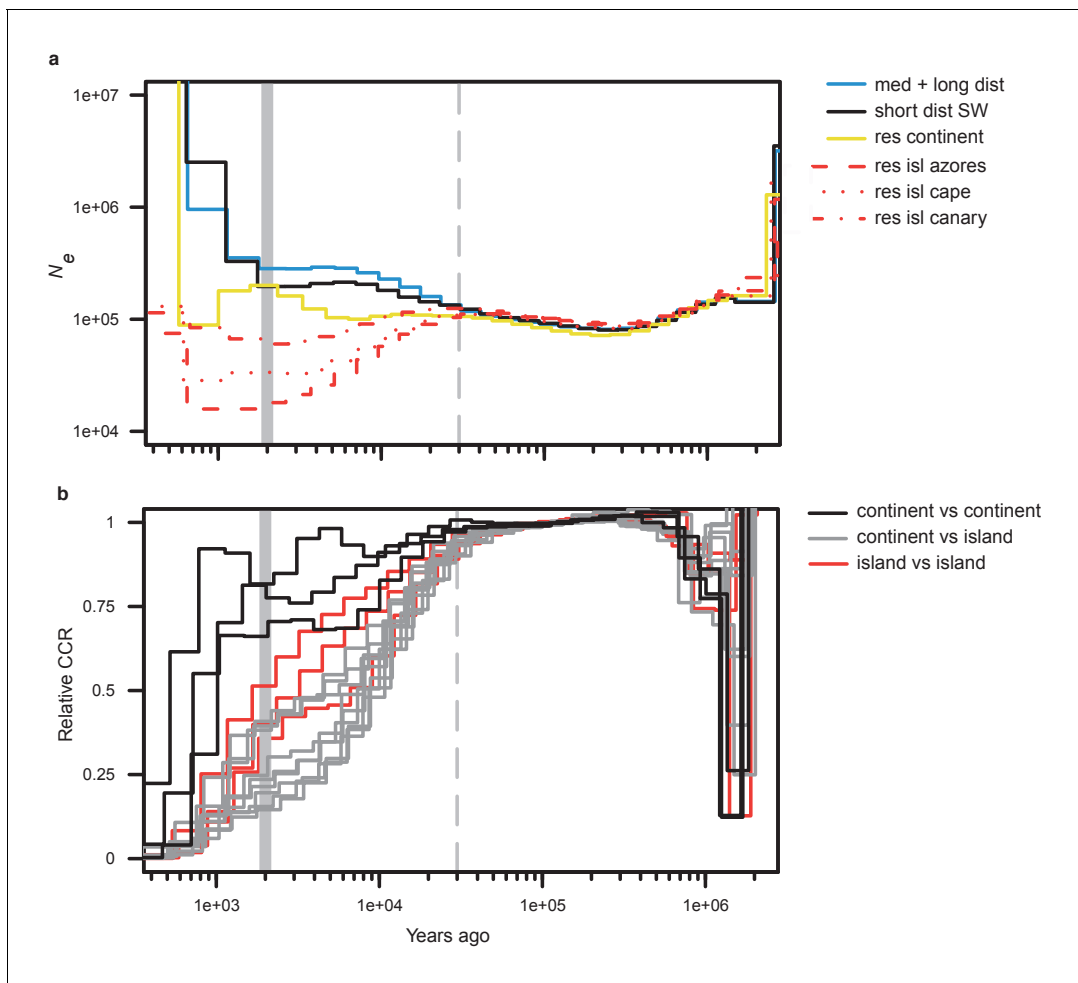 a
1e+07
1e+06
1e+05
1e+04
Ne
med + long dist
short dist SW
res continent
res isl azores
res isl cape
res isl canary
b
1
0.75
0.5
0.25
0
Relative CCR
continent vs continent
continent vs island
island vs island
1e+03
1e+04
1e+05
1e+06
Years ago